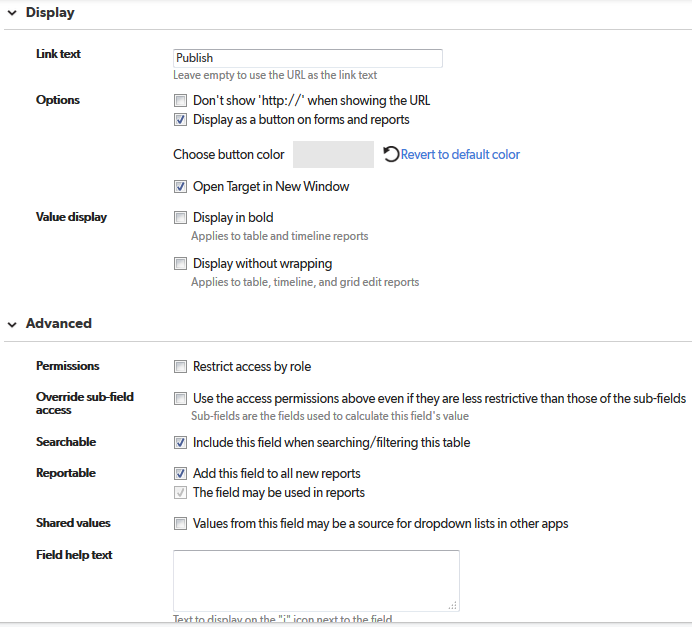 Display
Link text
Publish
Leave empty to use the URL as the link text
Options
Don't show 'http://' when showing the URL
Display as a button on forms and reports
Choose button color
Revert to default color
Open Target in New Window
Value display
Display in bold
Applies to table and timeline reports
Display without wrapping
Applies to table, timeline, and grid edit reports
Advanced
Permissions
Restrict access by role
Override sub-field
access
Use the access permissions above even if they are less restrictive than those of the sub-fields
Sub-fields are the fields used to calculate this field's value
Searchable
Include this field when searching/filtering this table
Reportable
Add this field to all new reports
The field may be used in reports
Shared values
Values from this field may be a source for dropdown lists in other apps
Field help text
Text to display on the "i" icon next to the field